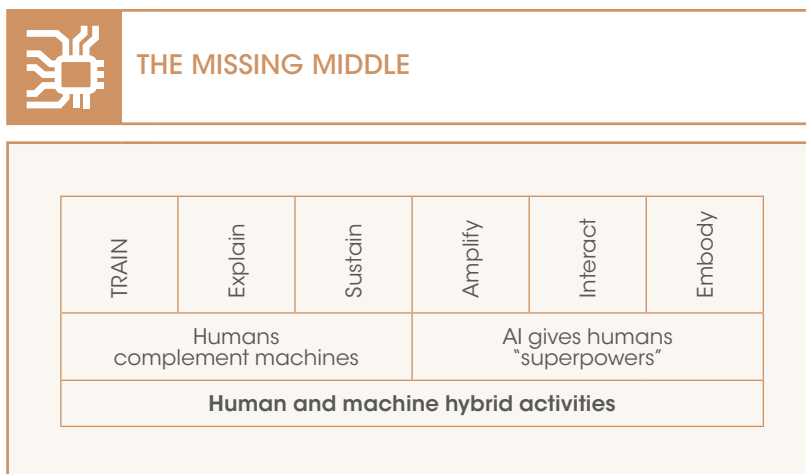 THE MISSING MIDDLE
TRAIN
Explain
Sustain
Amplify
Interact
Embody
Humans
complement machines
AI gives humans
"superpowers"
Human and machine hybrid activities